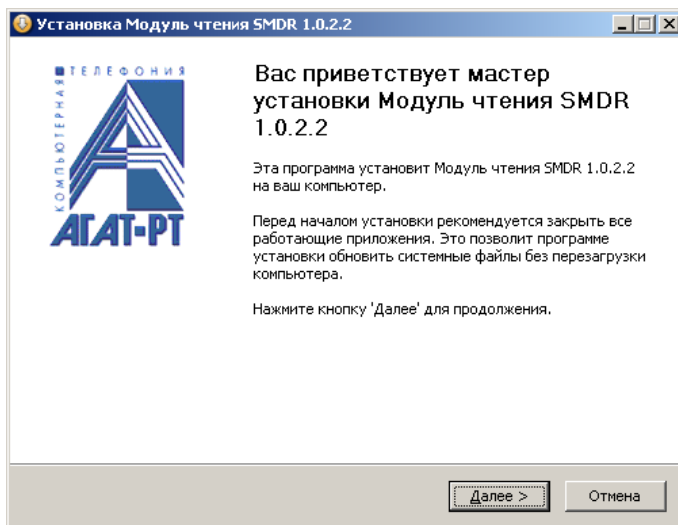 Установка Модуль чтения SMDR 1.0.2.2
ТЕЛЕФОНИЯ
КОМПЬЮТЕРНАЯ
АГАТ-РТ
Вас приветствует мастер
установки Модуль чтения SMDR
1.0.2.2
Эта программа установит Модуль чтения SMDR 1.0.2.2
на ваш компьютер.
Перед началом установки рекомендуется закрыть все
работающие приложения. Это позволит программе
установки обновить системные файлы без перезагрузки
компьютера.
Нажмите кнопку 'Далее' для продолжения.
Далее >
Отмена